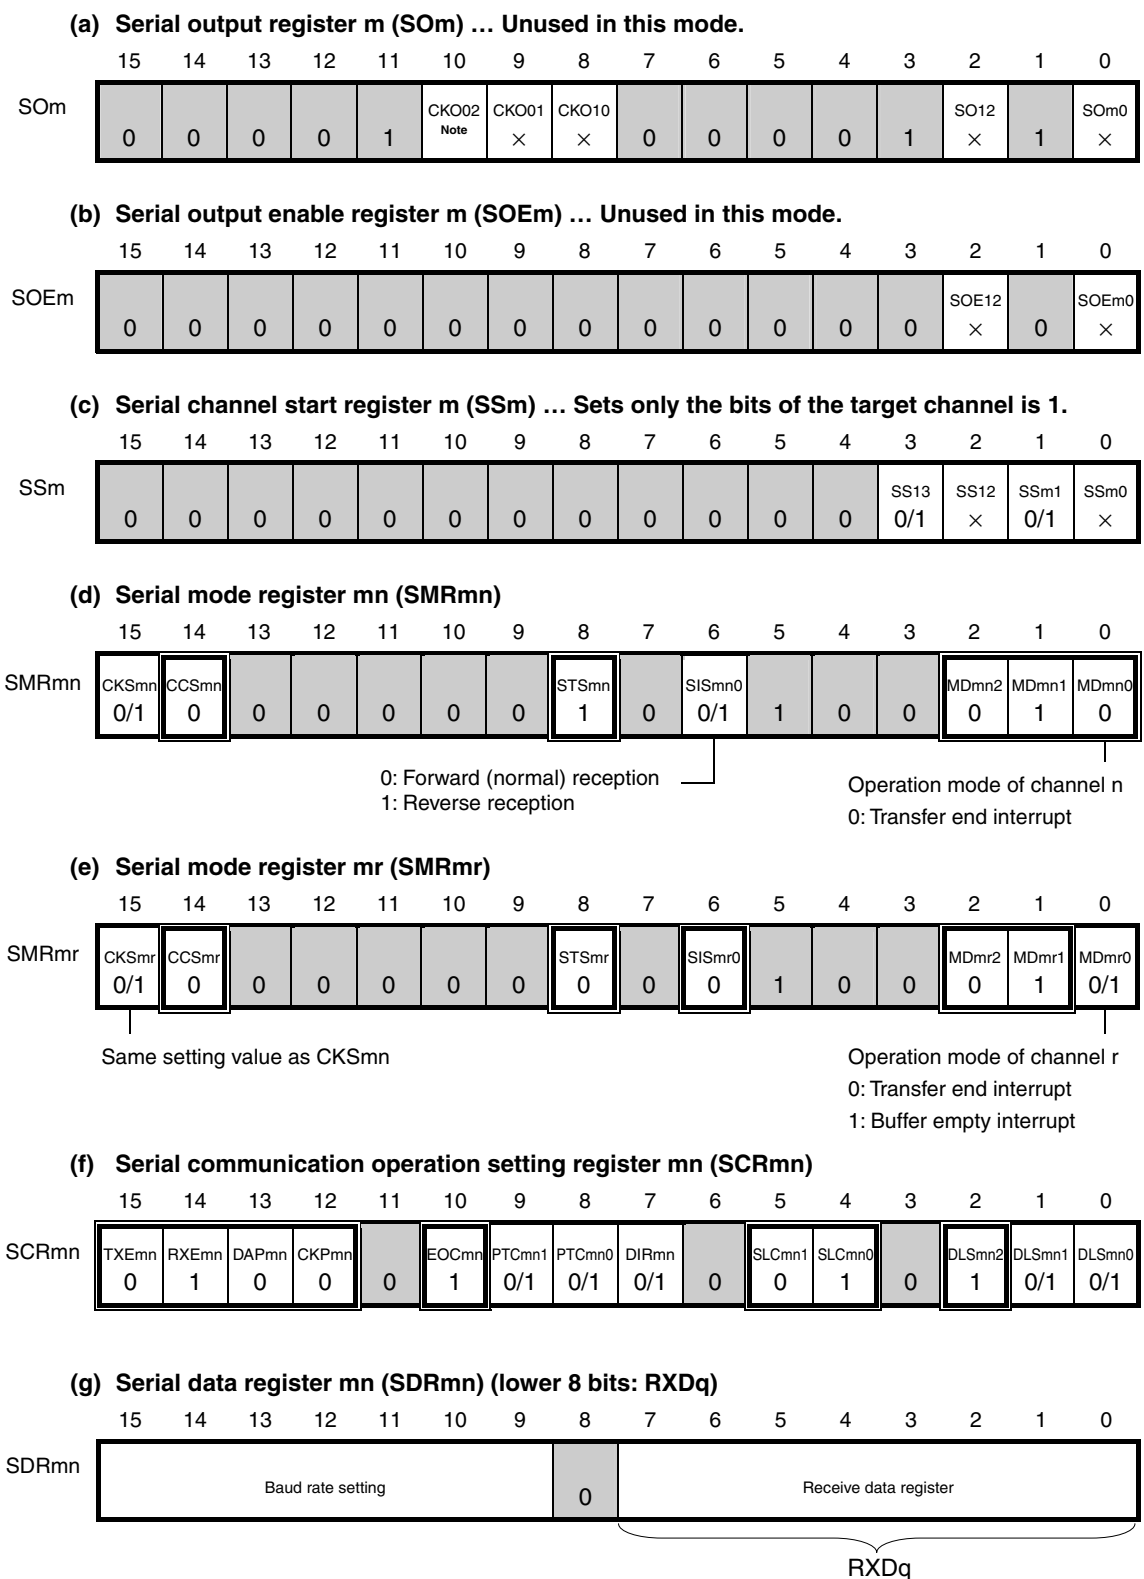 (a) Serial output register m (SOm) … Unused in this mode.
15 14 13 12 11 10 9 8 7 6 5 4 3 2 1 0
SOm
CKO02 CKO01 CKO10 SO12 SOm0
0 0 0 0 1 Note × × 0 0 0 0 1 × 1 ×
(b) Serial output enable register m (SOEm) … Unused in this mode.
15 14 13 12 11 10 9 8 7 6 5 4 3 2 1 0
SOEm
SOE12 SOEm0
0 0 0 0 0 0 0 0 0 0 0 0 0 × 0 ×
(c) Serial channel start register m (SSm) … Sets only the bits of the target channel is 1.
15 14 13 12 11 10 9 8 7 6 5 4 3 2 1 0
SSm
SS13 SS12 SSm1 SSm0
0 0 0 0 0 0 0 0 0 0 0 0 0/1 × 0/1 ×
(d) Serial mode register mn (SMRmn)
15 14 13 12 11 10 9 8 7 6 5 4 3 2 1 0
SMRmn
CKSmn CCSmn STSmn SISmn0 MDmn2 MDmn1 MDmn0
0/1 0 0 0 0 0 0 1 0 0/1 1 0 0 0 1 0
0: Forward (normal) reception
1: Reverse reception
Operation mode of channel n
0: Transfer end interrupt
(e) Serial mode register mr (SMRmr)
15 14 13 12 11 10 9 8 7 6 5 4 3 2 1 0
SMRmr
CKSmr CCSmr STSmr SISmr0 MDmr2 MDmr1 MDmr0
0/1 0 0 0 0 0 0 0 0 0 1 0 0 0 1 0/1
Same setting value as CKSmn
Operation mode of channel r
0: Transfer end interrupt
1: Buffer empty interrupt
(f) Serial communication operation setting register mn (SCRmn)
15 14 13 12 11 10 9 8 7 6 5 4 3 2 1 0
SCRmn
TXEmn RXEmn DAPmn CKPmn EOCmn PTCmn1 PTCmn0 DIRmn SLCmn1 SLCmn0 DLSmn2 DLSmn1 DLSmn0
0 1 0 0 0 1 0/1 0/1 0/1 0 0 1 0 1 0/1 0/1
(g) Serial data register mn (SDRmn) (lower 8 bits: RXDq)
15 14 13 12 11 10 9 8 7 6 5 4 3 2 1 0
SDRmn
Baud rate setting 0 Receive data register
RXDq